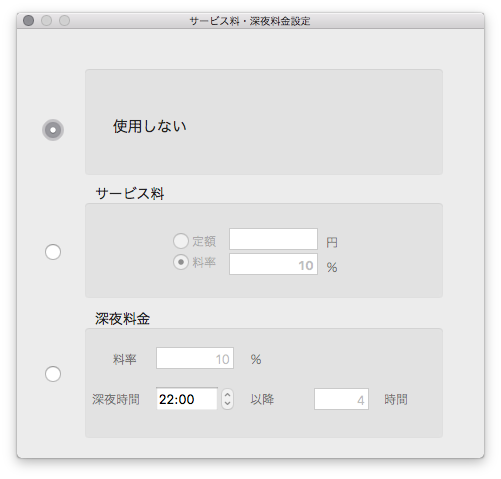 サービス料・深夜料金設定
使用しない
サービス料
定額 円
料率 10 %
深夜料金
料率 10 %
深夜時間 22:00 以降 4 時間